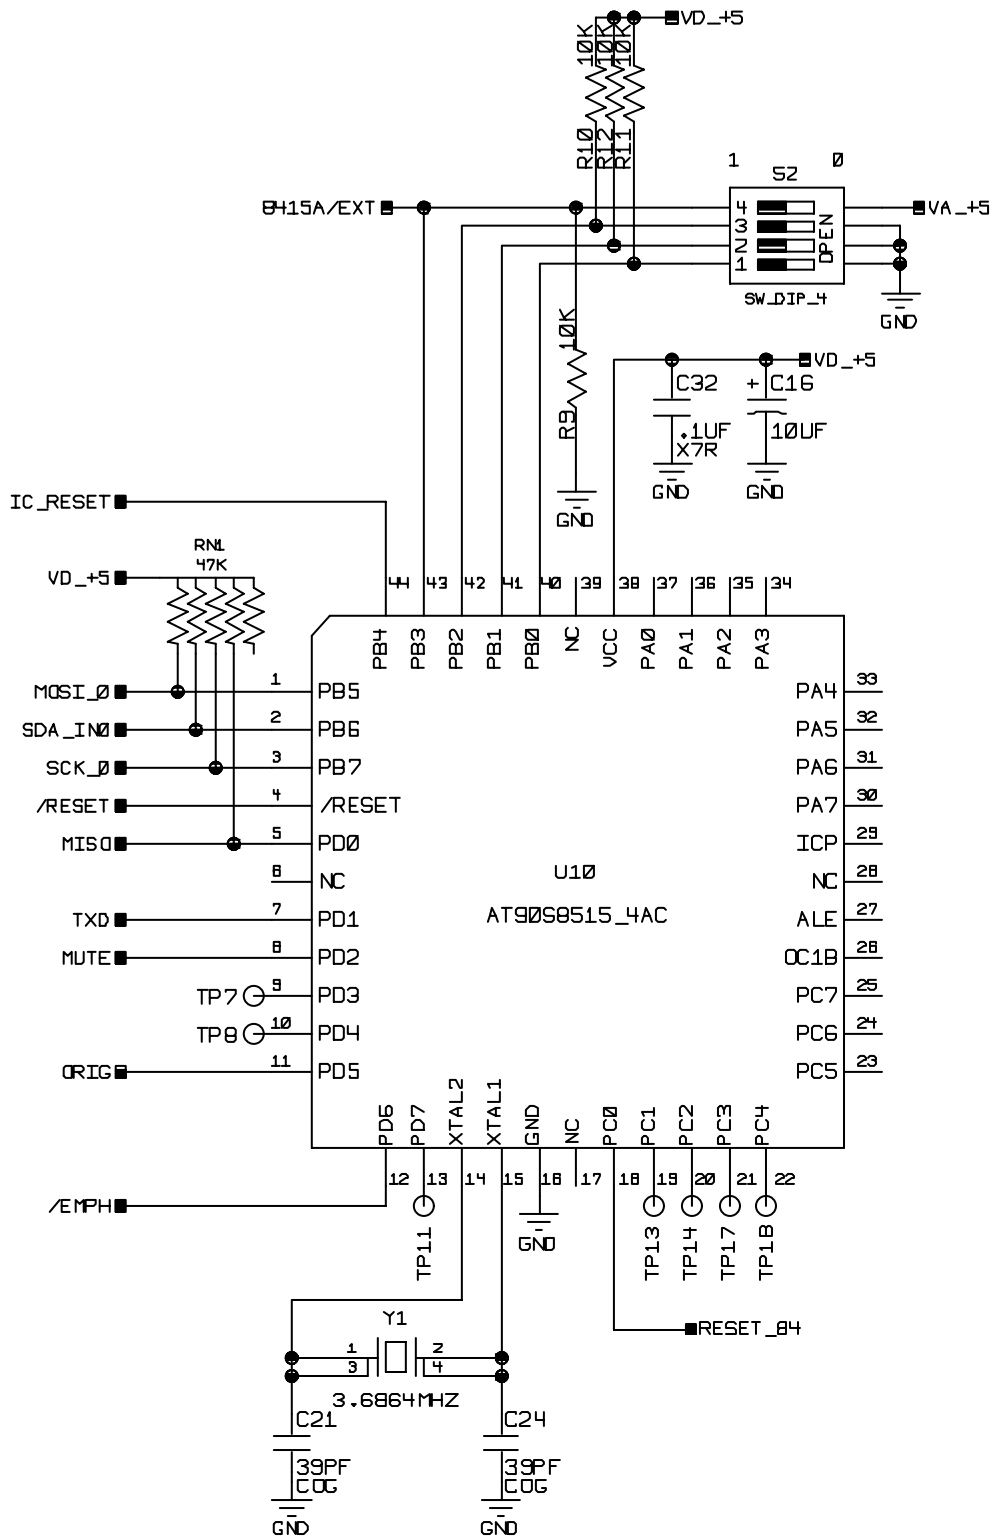 VD_+5
10K
10K
10K
R10
R12
R11
1
0
S2
8415A/EXT
4
3
2
1
OPEN
VA_+5
SW_DIP_4
GND
10K
R9
GND
VD_+5
C32
.1UF
X7R
GND
+
C16
10UF
GND
IC_RESET
RN1
47K
VD_+5
44
43
42
41
40
39
38
37
36
35
34
PB4
PB3
PB2
PB1
PB0
NC
VCC
PA0
PA1
PA2
PA3
MOSI_0
1
PB5
PA4
33
SDA_IN0
2
PB6
PA5
32
SCK_0
3
PB7
PA6
31
/RESET
4
/RESET
PA7
30
MISO
5
PD0
ICP
29
6
NC
NC
28
U10
AT90S8515_4AC
TXD
7
PD1
ALE
27
MUTE
8
PD2
OC1B
26
TP7
9
PD3
PC7
25
TP8
10
PD4
PC6
24
ORIG
11
PD5
PC5
23
PD6
PD7
XTAL2
XTAL1
GND
NC
PC0
PC1
PC2
PC3
PC4
12
13
14
15
16
17
18
19
20
21
22
/EMPH
TP11
GND
TP13
TP14
TP17
TP18
RESET_84
Y1
1
2
3
4
3.6864MHZ
C21
39PF
COG
GND
C24
39PF
COG
GND